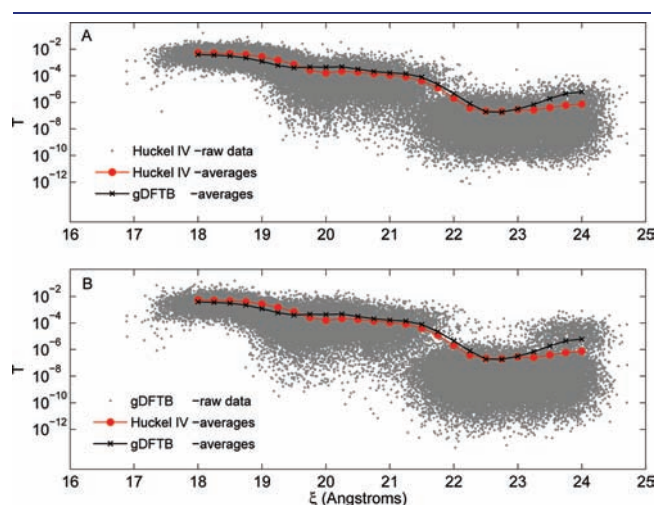 A
10⁻²
10⁻⁴
10⁻⁶
10⁻⁸
10⁻¹⁰
10⁻¹²
T
Huckel IV −raw data
Huckel IV −averages
gDFTB −averages
16 17 18 19 20 21 22 23 24 25
B
10⁻²
10⁻⁴
10⁻⁶
10⁻⁸
10⁻¹⁰
10⁻¹²
T
gDFTB −raw data
Huckel IV −averages
gDFTB −averages
16 17 18 19 20 21 22 23 24 25
ξ (Angstroms)